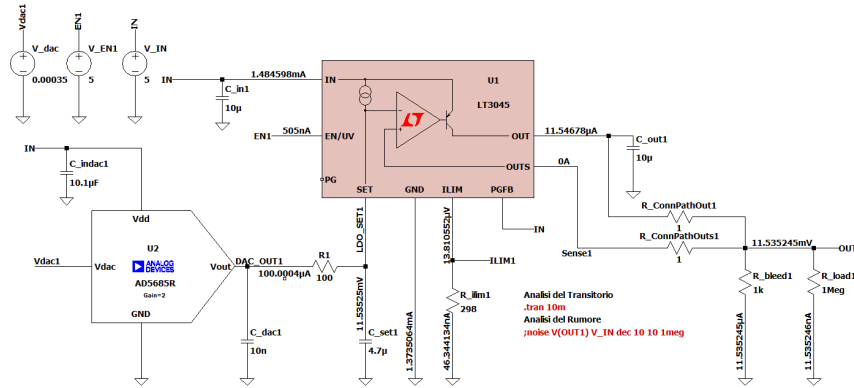 Vdac1
EN1
IN
V_dac
V_EN1
V_IN
0.00035
5
5
IN
1.484598mA
C_in1
10µ
IN
U1
LT3045
EN1
505nA
EN/UV
OUT
11.54678µA
C_out1
10µ
OUTS
0A
PG
SET
GND
ILIM
PGFB
IN
IN
C_indac1
10.1µF
Vdd
U2
Vdac1
Vdac
ANALOG
DEVICES
Vout
AD5685R
Gain=2
GND
DAC_OUT1
100.0004µA
R1
100
C_dac1
10n
LDO_SET1
11.53525mV
C_set1
4.7µ
1.3735064mA
13.810552µV
ILIM1
R_ilim1
298
46.344134nA
R_ConnPathOut1
1
R_ConnPathOuts1
1
Sense1
11.535245mV
OUT
R_bleed1
1k
11.535245µA
R_load1
1Meg
11.535246nA
Analisi del Transitorio
.tran 10m
Analisi del Rumore
;noise V(OUT1) V_IN dec 10 10 1meg